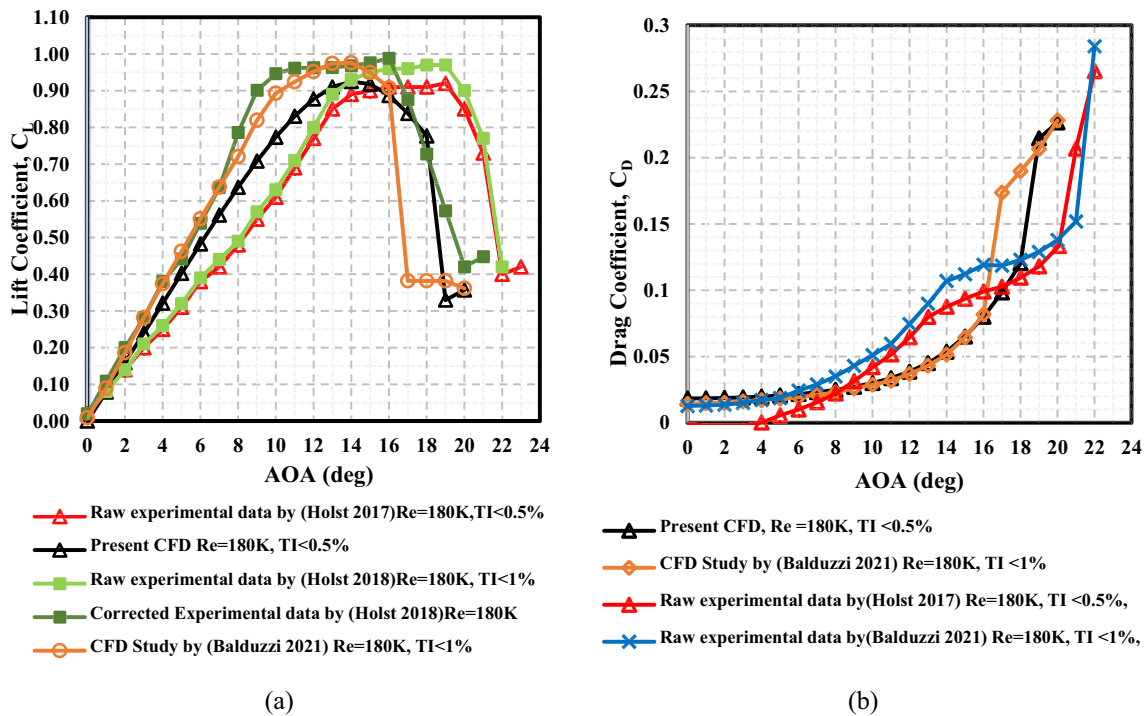 Lift Coefficient, CL
1.10
1.00
0.90
0.80
0.70
0.60
0.50
0.40
0.30
0.20
0.10
0.00
0 2 4 6 8 10 12 14 16 18 20 22 24
AOA (deg)
Raw experimental data by (Holst 2017)Re=180K,TI<0.5%
Present CFD Re=180K, TI<0.5%
Raw experimental data by (Holst 2018)Re=180K, TI<1%
Corrected Experimental data by (Holst 2018)Re=180K
CFD Study by (Balduzzi 2021) Re=180K, TI<1%
(a)
Drag Coefficient, CD
0.3
0.25
0.2
0.15
0.1
0.05
0
0 2 4 6 8 10 12 14 16 18 20 22 24
AOA (deg)
Present CFD, Re =180K, TI <0.5%
CFD Study by (Balduzzi 2021) Re=180K, TI <1%
Raw experimental data by(Holst 2017) Re=180K, TI <0.5%,
Raw experimental data by(Balduzzi 2021) Re=180K, TI <1%,
(b)